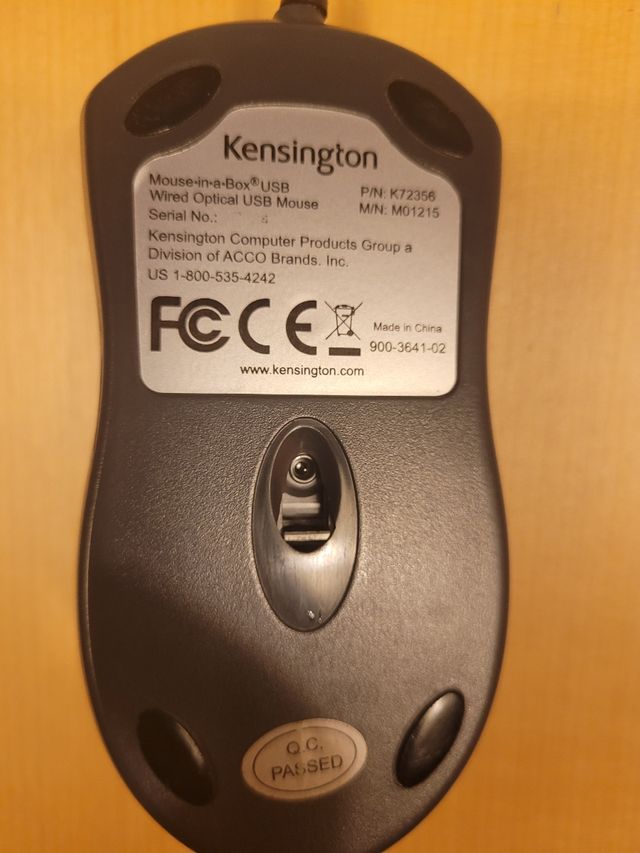 Kensington
Mouse-in-a-Box® USB
Wired Optical USB Mouse
P/N: K72356
M/N: M01215
Serial No.: 4
Kensington Computer Products Group a
Division of ACCO Brands. Inc.
US 1-800-535-4242
FC CE
Made in China
900-3641-02
www.kensington.com
Q.C.
PASSED